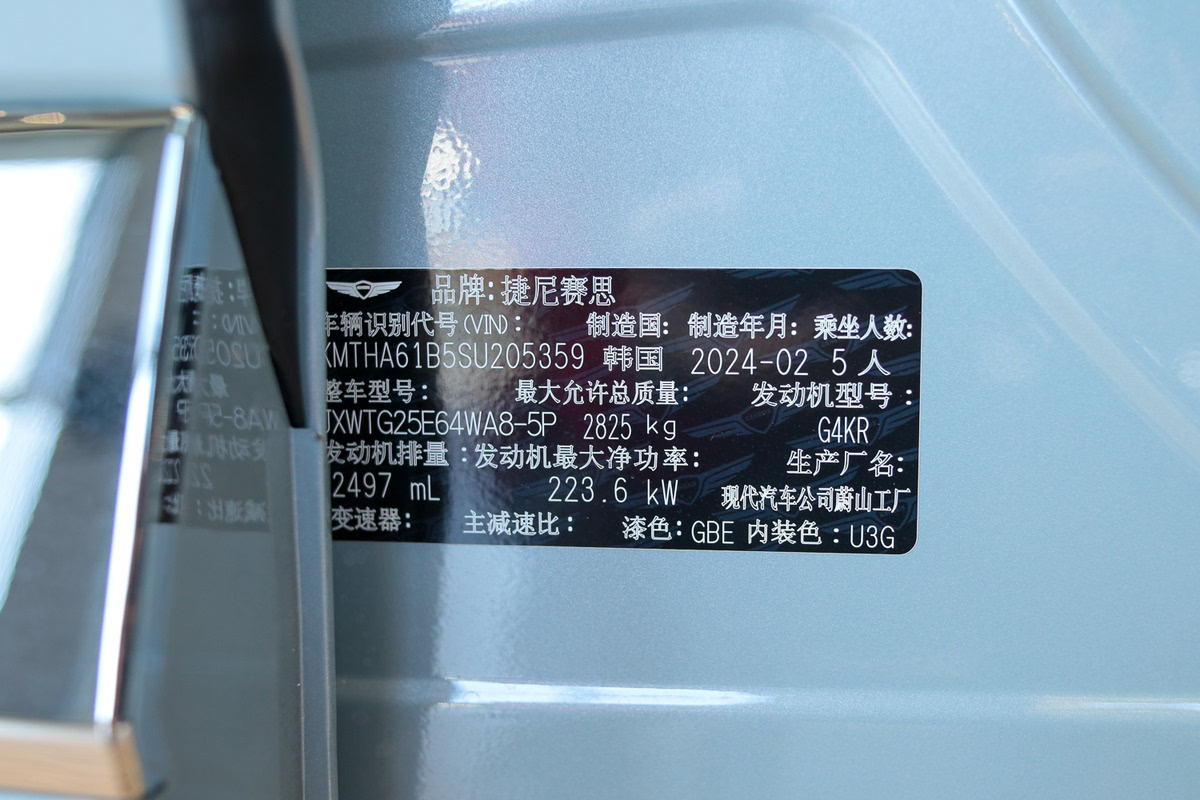 品牌:捷尼赛思
车辆识别代号(VIN): 制造国: 制造年月: 乘坐人数:
KMTHA61B5SU205359 韩国 2024-02 5 人
整车型号: 最大允许总质量: 发动机型号:
JXWTG25E64WA8-5P 2825 kg G4KR
发动机排量:发动机最大净功率: 生产厂名:
2497 mL 223.6 kW 现代汽车公司蔚山工厂
变速器: 主减速比: 漆色:GBE 内装色:U3G